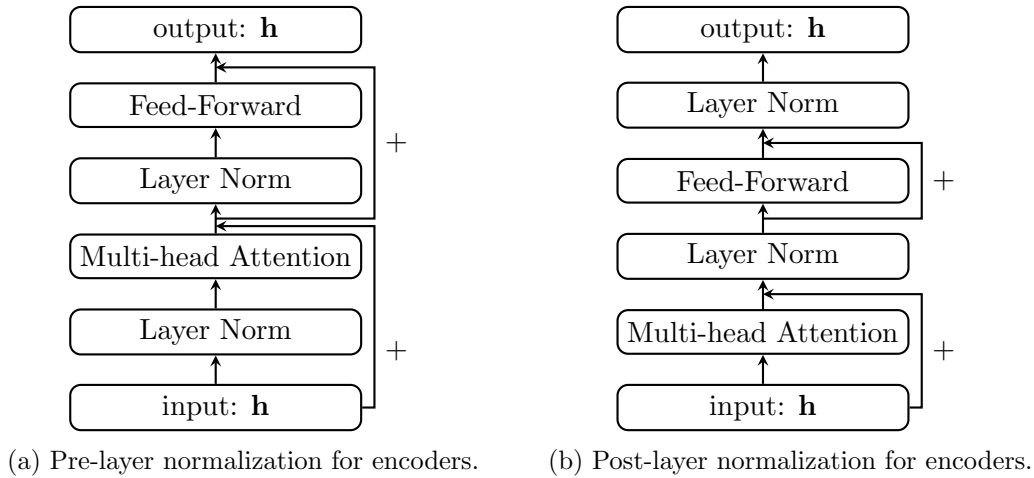 output: h
Feed-Forward
+
Layer Norm
Multi-head Attention
Layer Norm
+
input: h
(a) Pre-layer normalization for encoders.
output: h
Layer Norm
Feed-Forward
+
Layer Norm
Multi-head Attention
+
input: h
(b) Post-layer normalization for encoders.